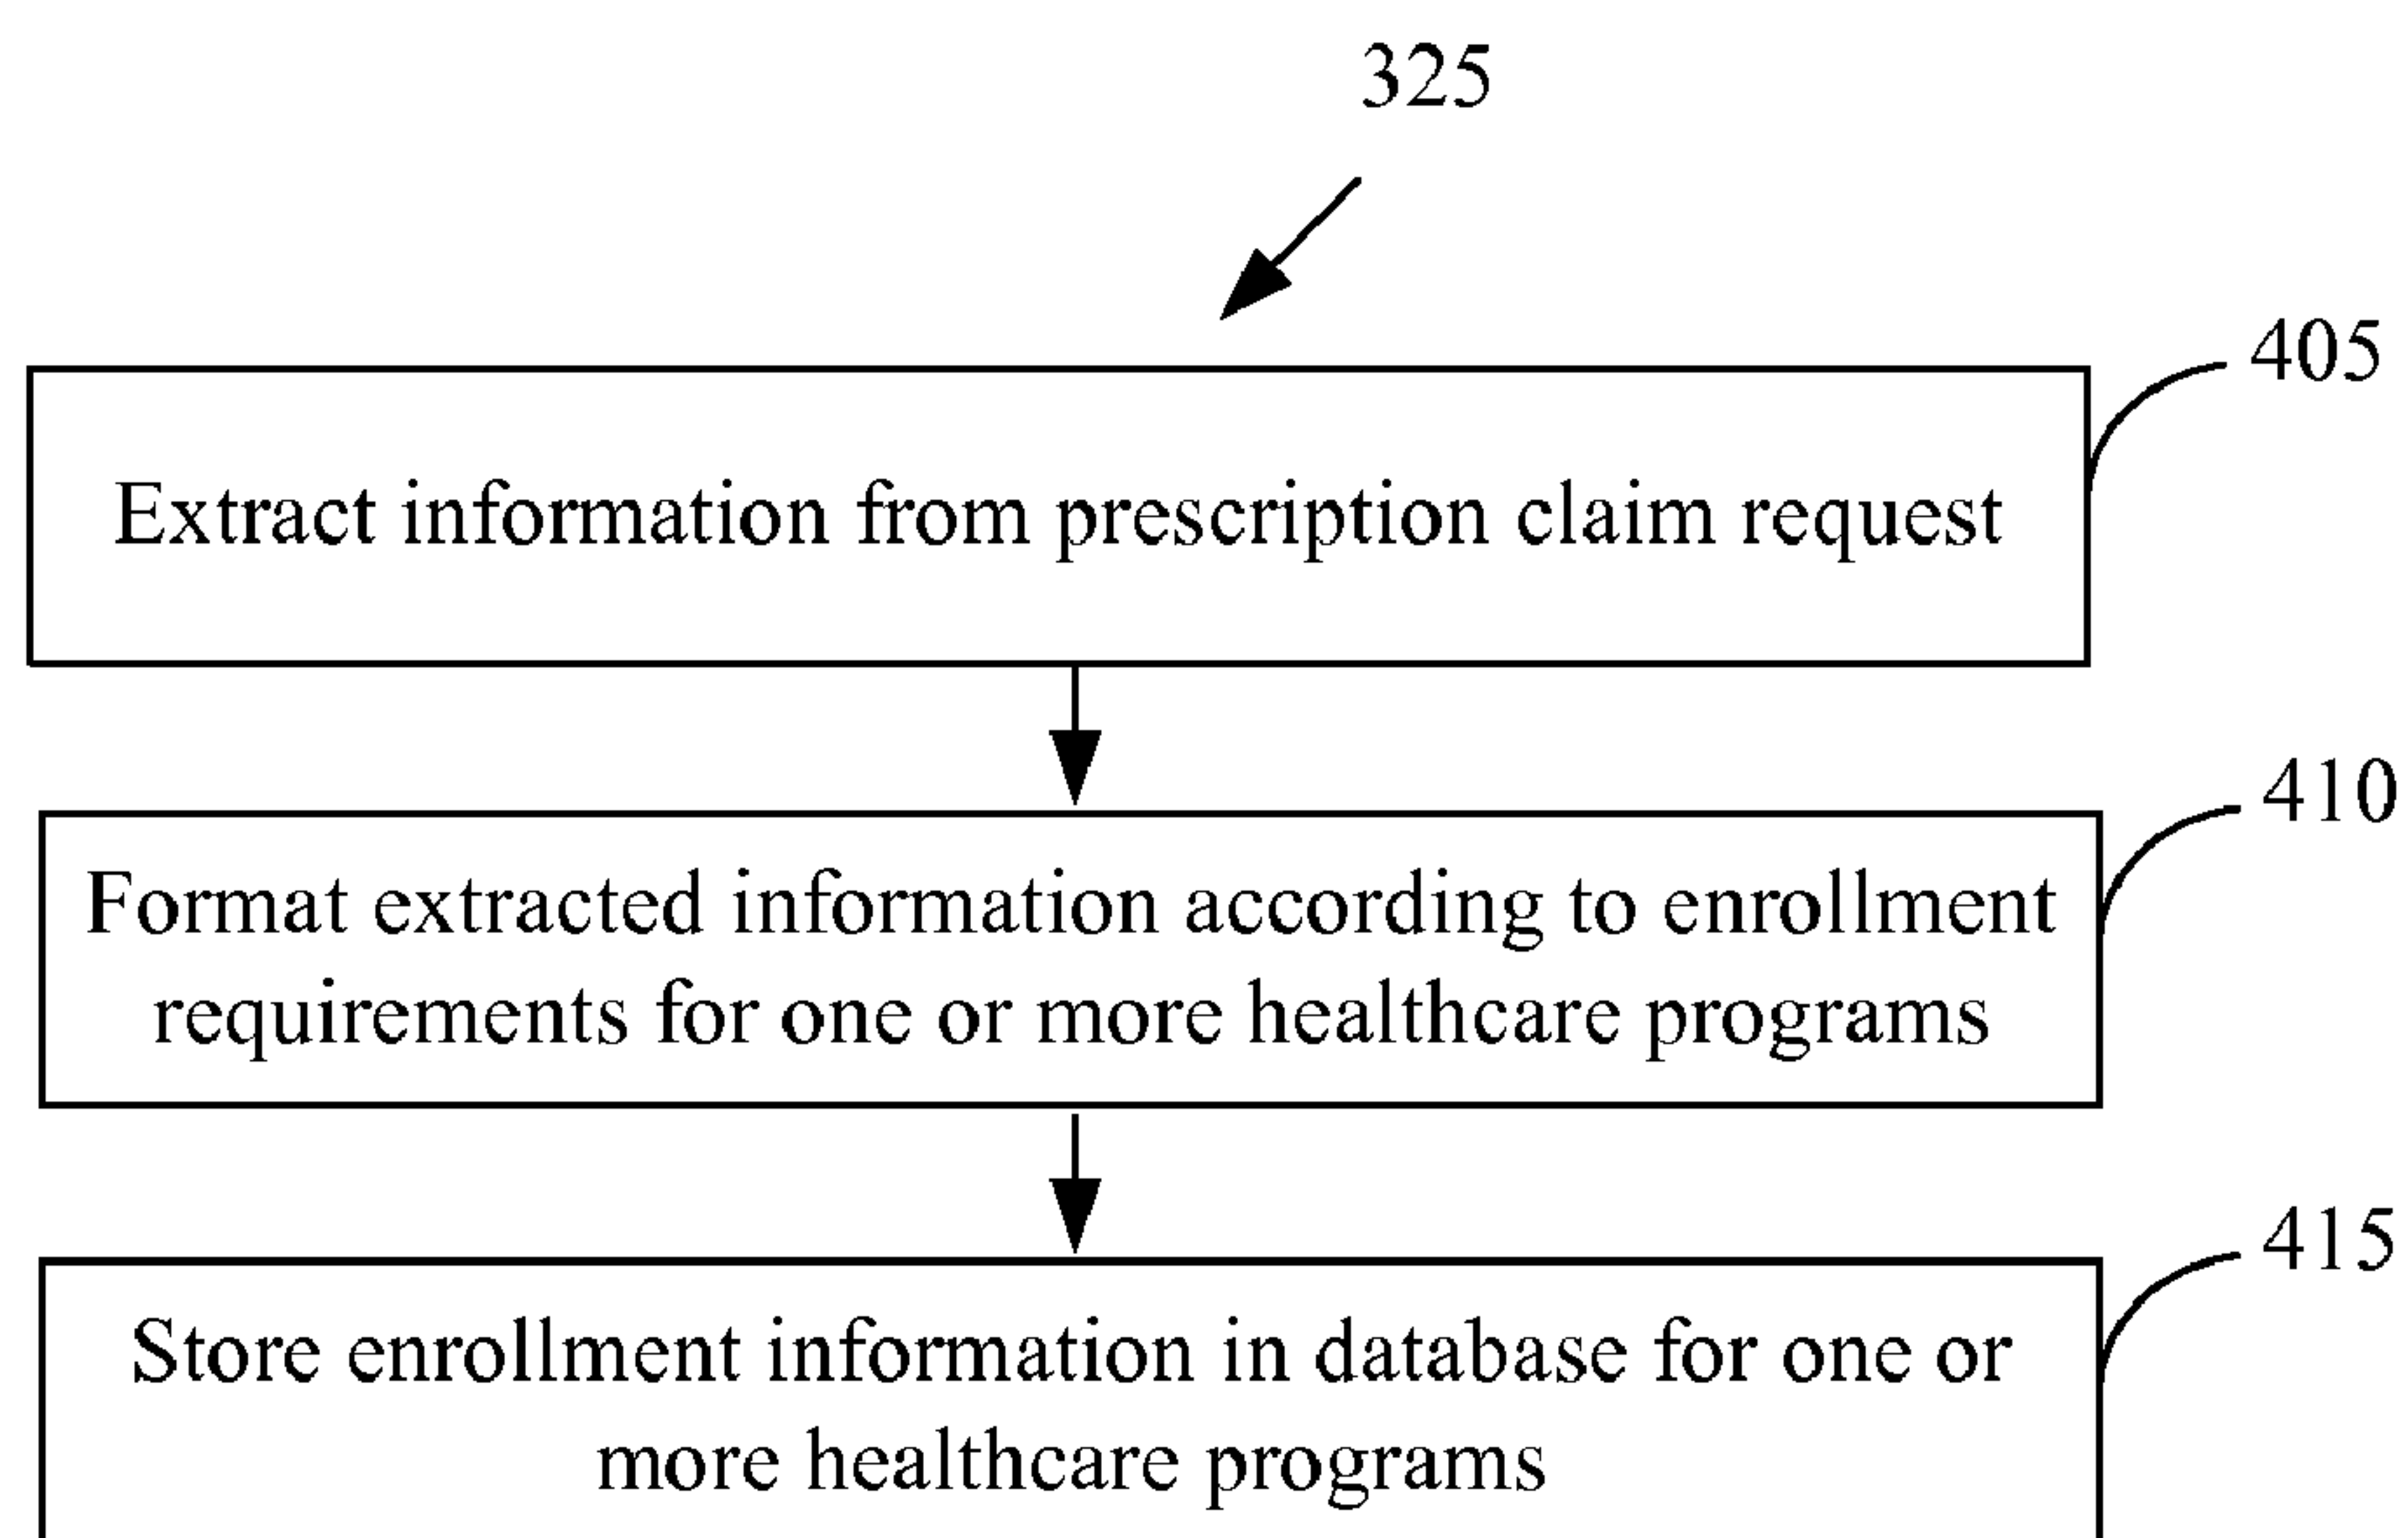 325
405
Extract information from prescription claim request
410
Format extracted information according to enrollment
requirements for one or more healthcare programs
415
Store enrollment information in database for one or
more healthcare programs